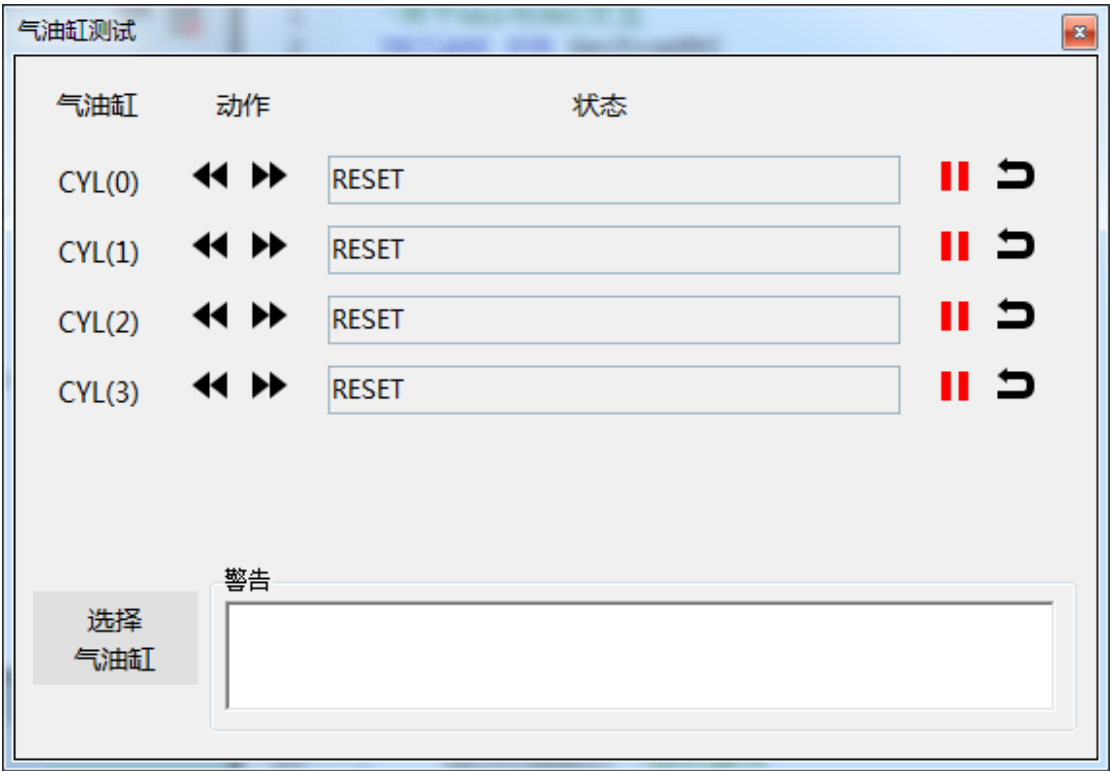 气油缸测试
气油缸 动作 状态
CYL(0) RESET
CYL(1) RESET
CYL(2) RESET
CYL(3) RESET
警告
选择
气油缸